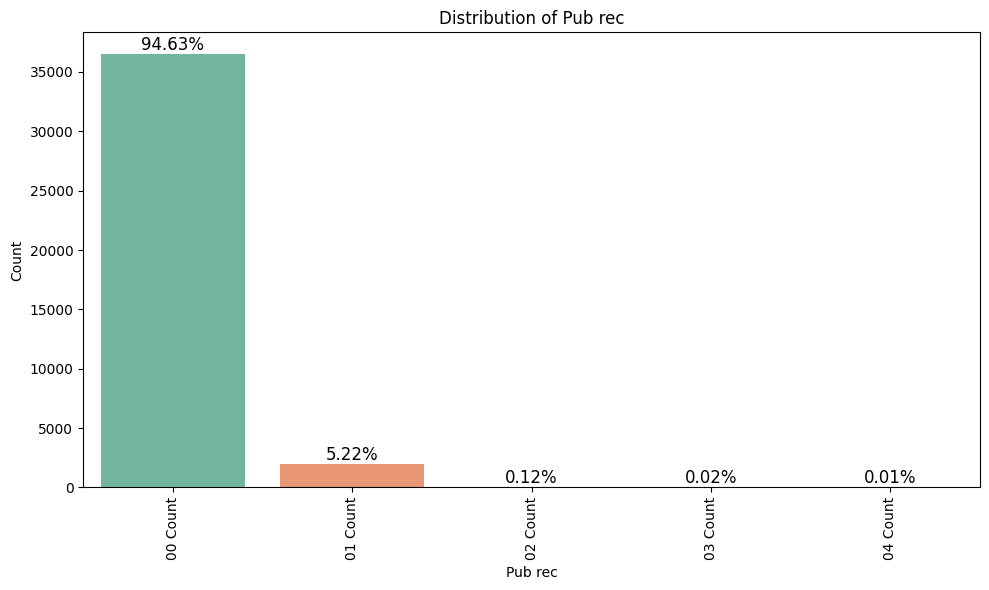 Distribution of Pub rec
94.63%
5.22%
0.12%
0.02%
0.01%
Count
35000
30000
25000
20000
15000
10000
5000
0
00 Count
01 Count
02 Count
03 Count
04 Count
Pub rec